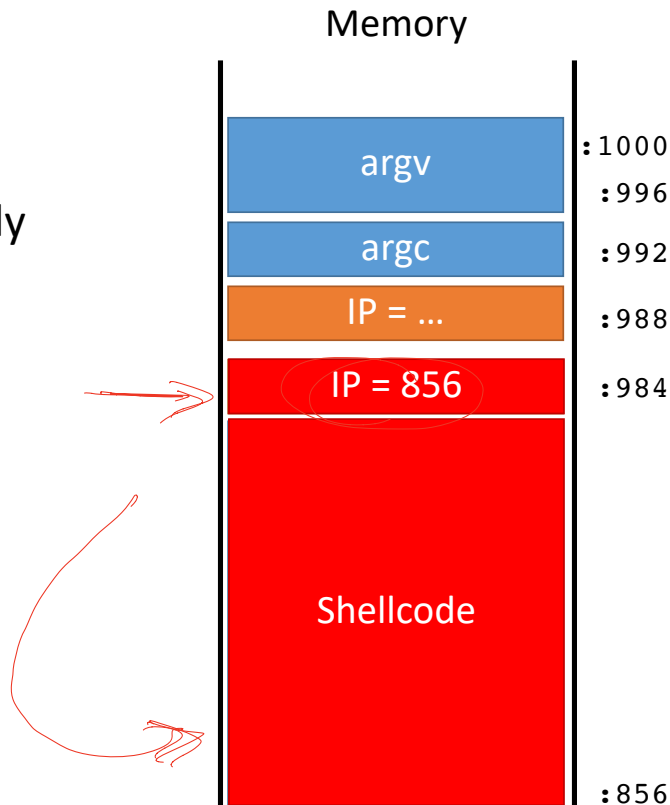 Memory
argv
:1000
:996
ly
argc
:992
IP = ...
:988
IP = 856
:984
Shellcode
:856